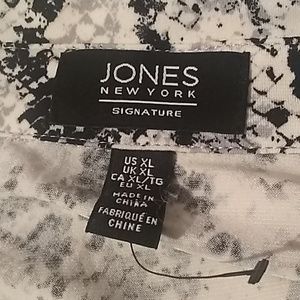 JONES
NEW YORK
SIGNATURE
US XL
UK XL
CA XL/TG
EU XL
MADE IN
CHINA
FABRIQUÉ EN
CHINE